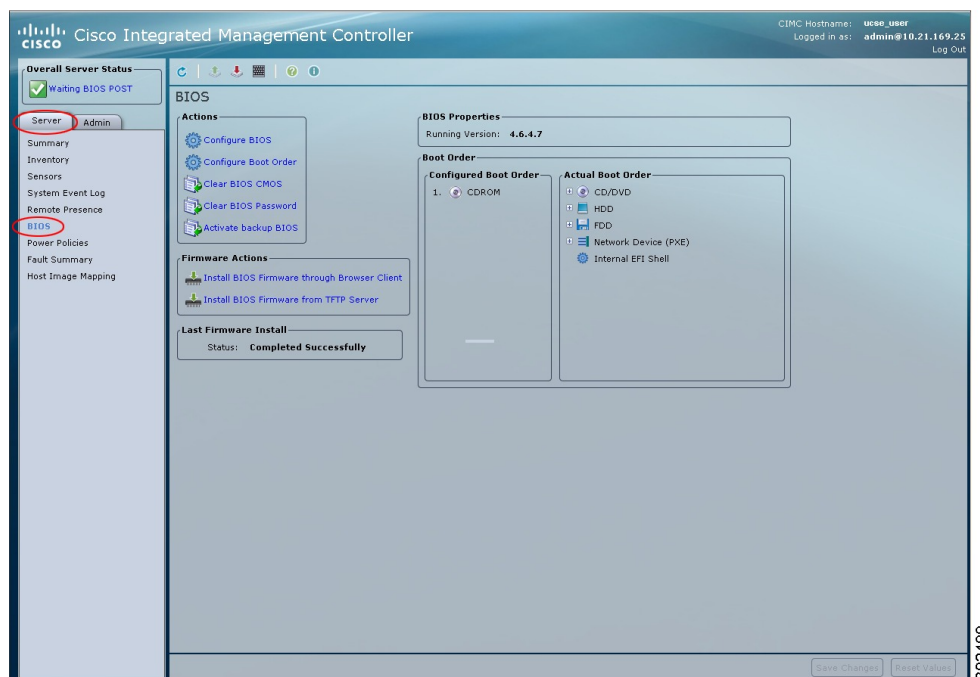 CISCO
Cisco Integrated Management Controller
CIMC Hostname: ucse_user
Logged in as: admin@10.21.169.25
Log Out
Overall Server Status
Waiting BIOS POST
Server
Admin
Summary
Inventory
Sensors
System Event Log
Remote Presence
BIOS
Power Policies
Fault Summary
Host Image Mapping
BIOS
Actions
Configure BIOS
Configure Boot Order
Clear BIOS CMOS
Clear BIOS Password
Activate backup BIOS
Firmware Actions
Install BIOS Firmware through Browser Client
Install BIOS Firmware from TFTP Server
Last Firmware Install
Status: Completed Successfully
BIOS Properties
Running Version: 4.6.4.7
Boot Order
Configured Boot Order
1. CDROM
Actual Boot Order
CD/DVD
HDD
FDD
Network Device (PXE)
Internal EFI Shell
Save Changes
Reset Values